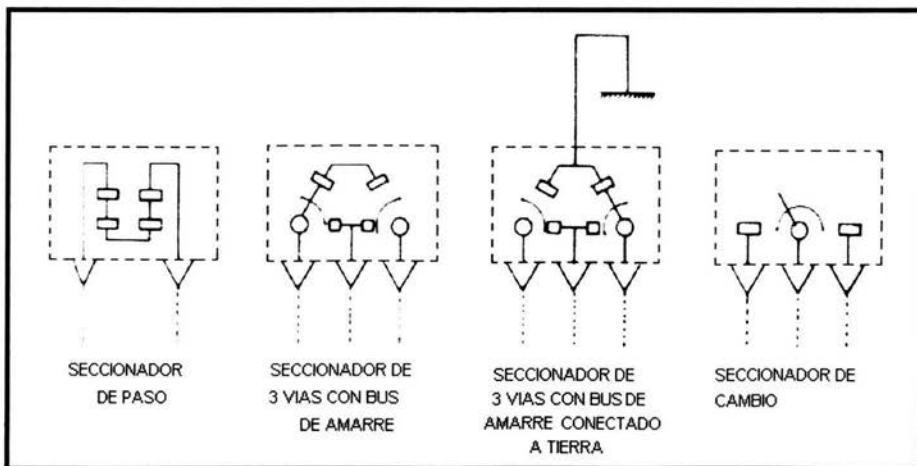 SECCIONADOR
DE PASO
SECCIONADOR DE
3 VIAS CON BUS
DE AMARRE
SECCIONADOR DE
3 VIAS CON BUS DE
AMARRE CONECTADO
A TIERRA
SECCIONADOR DE
CAMBIO